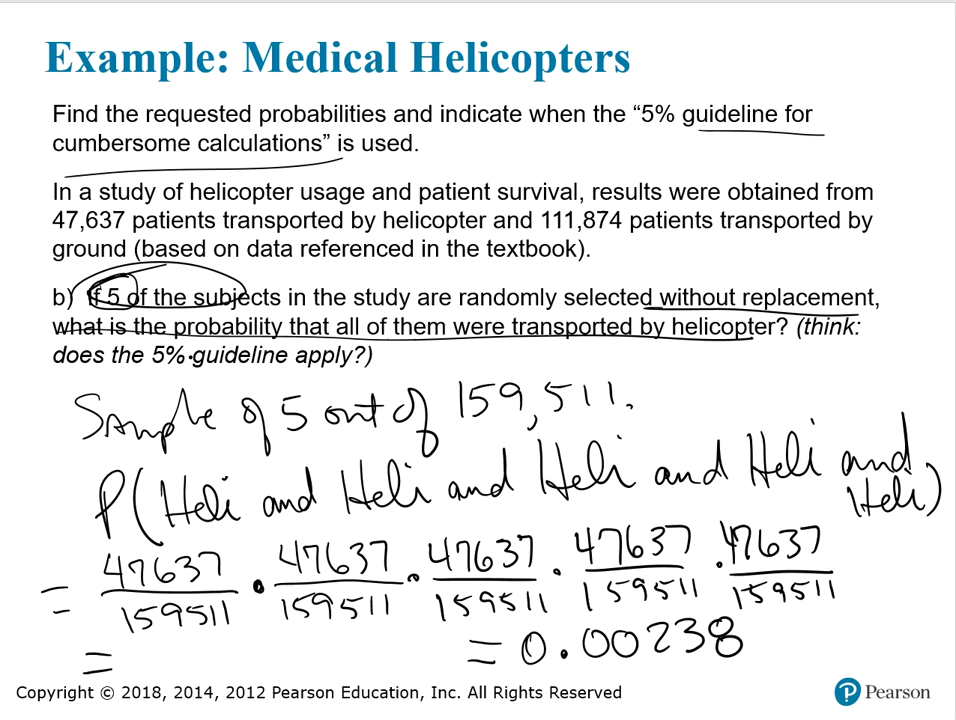 Example: Medical Helicopters
Find the requested probabilities and indicate when the “5% guideline for
cumbersome calculations” is used.
In a study of helicopter usage and patient survival, results were obtained from
47,637 patients transported by helicopter and 111,874 patients transported by
ground (based on data referenced in the textbook).
b) If 5 of the subjects in the study are randomly selected without replacement,
what is the probability that all of them were transported by helicopter? (think:
does the 5% guideline apply?)
Sample of 5 out of 159,511.
P(Heli and Heli and Heli and Heli and Heli)
= 47637/159511 · 47637/159511 · 47637/159511 · 47637/159511 · 47637/159511
= = 0.00238
Copyright © 2018, 2014, 2012 Pearson Education, Inc. All Rights Reserved
P Pearson